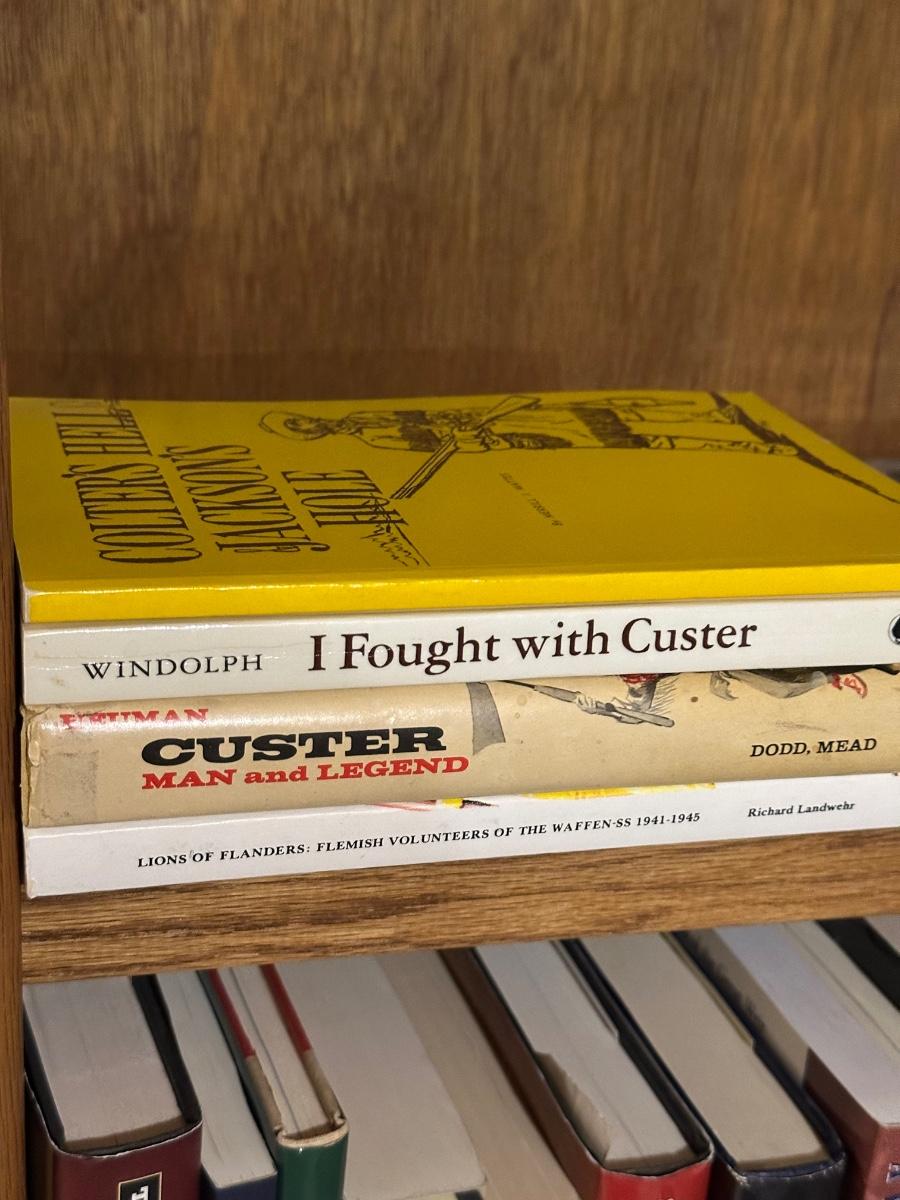 COLTER'S HELL
JACKSON'S
HOLE
WINDOLPH I Fought with Custer
CUSTER
MAN and LEGEND
DODD, MEAD
LIONS OF FLANDERS: FLEMISH VOLUNTEERS OF THE WAFFEN-SS 1941-1945 Richard Landwehr